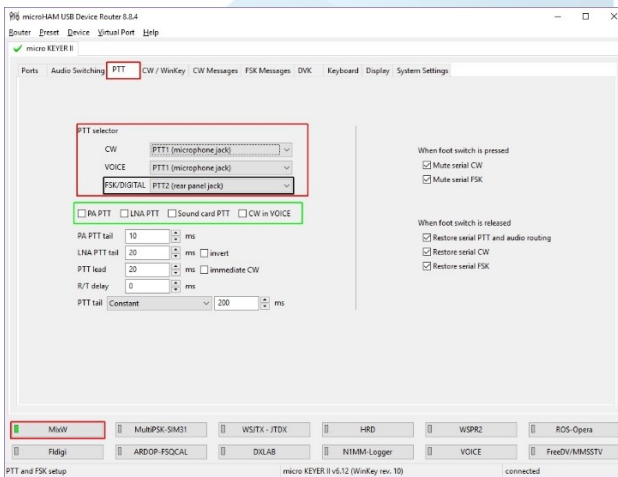 microHAM USB Device Router 8.8.4
Router Preset Device Virtual Port Help
micro KEYER II
Ports Audio Switching PTT CW / WinKey CW Messages FSK Messages DVK Keyboard Display System Settings
PTT selector
CW PTT1 (microphone jack)
VOICE PTT1 (microphone jack)
FSK/DIGITAL PTT2 (rear panel jack)
PA PTT LNA PTT Sound card PTT CW in VOICE
PA PTT tail 10 ms
LNA PTT tail 20 ms invert
PTT lead 20 ms immediate CW
R/T delay 0 ms
PTT tail Constant 200 ms
When foot switch is pressed
Mute serial CW
Mute serial FSK
When foot switch is released
Restore serial PTT and audio routing
Restore serial CW
Restore serial FSK
MixW MultiPSK-SIM31 WSJTX - JTDX HRD WSPR2 ROS-Opera
Fldigi ARDOP-FSQCAL DXLAB N1MM-Logger VOICE FreeDV/MMSSTV
PTT and FSK setup micro KEYER II v6.12 (WinKey rev. 10) connected